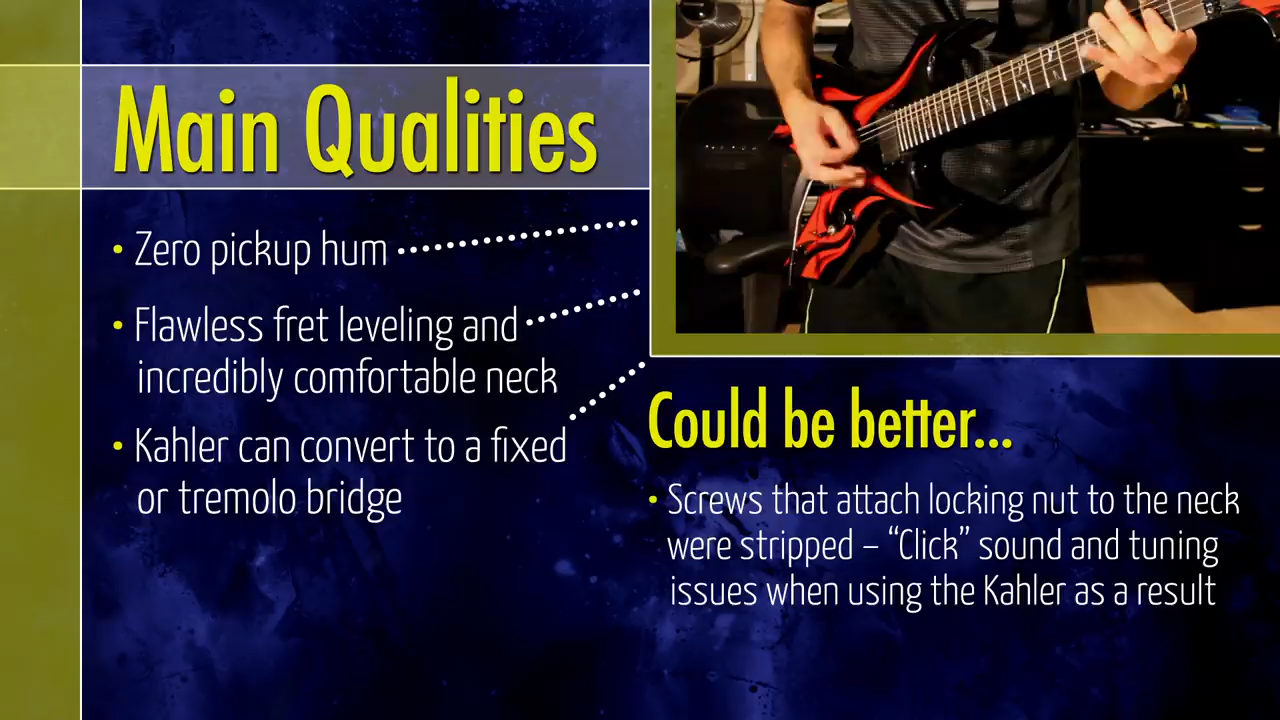 Main Qualities
• Zero pickup hum
• Flawless fret leveling and
incredibly comfortable neck
• Kahler can convert to a fixed
or tremolo bridge
Could be better...
• Screws that attach locking nut to the neck
were stripped – “Click” sound and tuning
issues when using the Kahler as a result